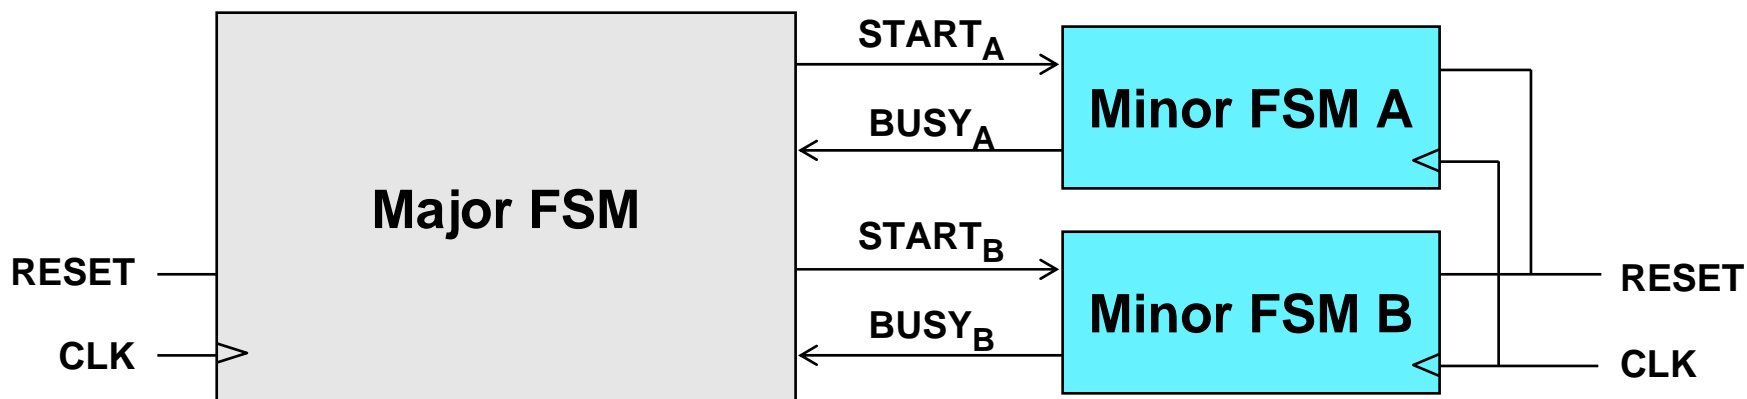 START_A
Minor FSM A
BUSY_A
Major FSM
START_B
RESET
Minor FSM B
RESET
BUSY_B
CLK
CLK